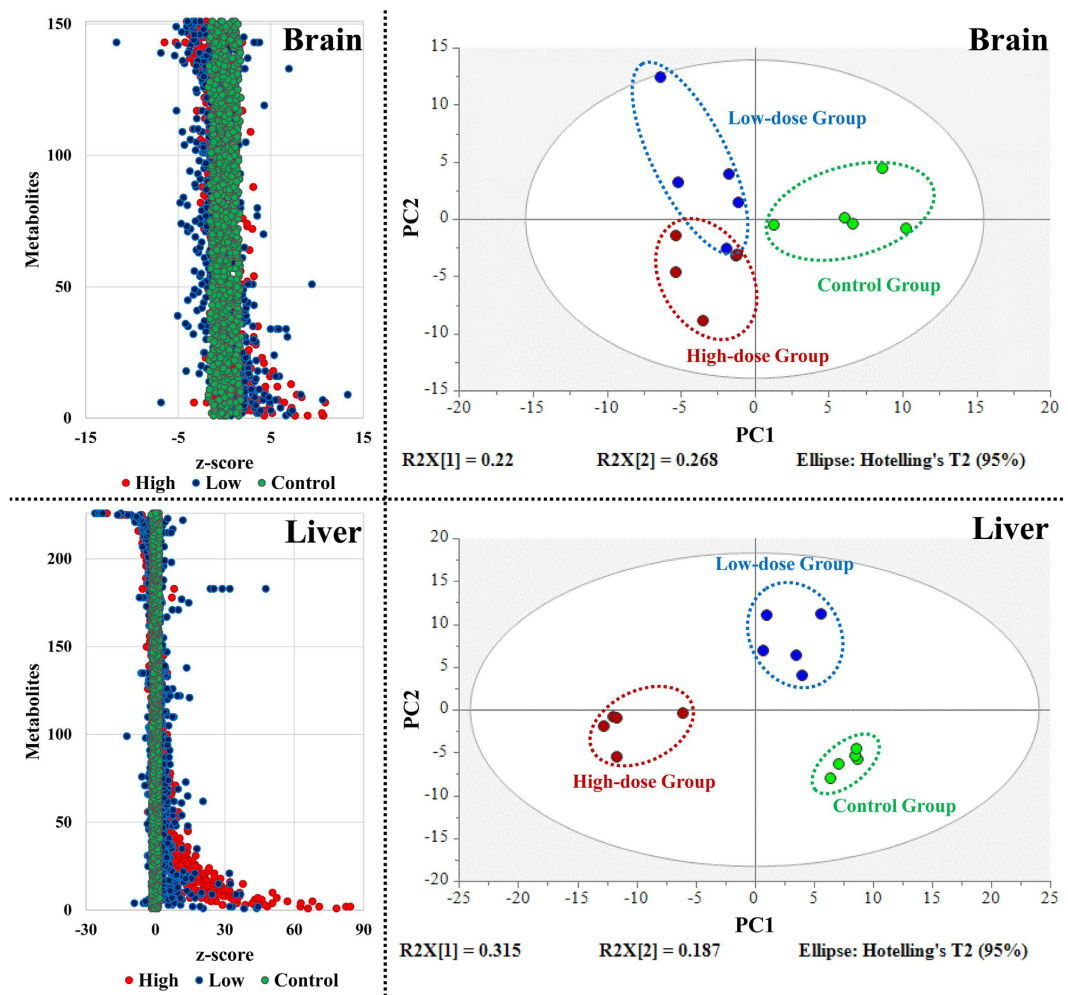 Brain
Metabolites
150
100
50
0
-15
-5
5
15
z-score
High
Low
Control
Brain
PC2
15
10
5
0
-5
-10
-15
Low-dose Group
Control Group
High-dose Group
-20
-15
-10
-5
0
5
10
15
20
PC1
R2X[1] = 0.22
R2X[2] = 0.268
Ellipse: Hotelling's T2 (95%)
Liver
Metabolites
200
150
100
50
0
-30
0
30
60
90
z-score
High
Low
Control
Liver
PC2
20
15
10
5
0
-5
-10
-15
-20
Low-dose Group
High-dose Group
Control Group
-25
-20
-15
-10
-5
0
5
10
15
20
25
PC1
R2X[1] = 0.315
R2X[2] = 0.187
Ellipse: Hotelling's T2 (95%)